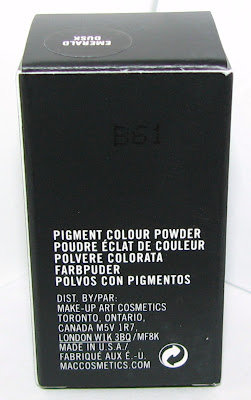 EMERALD
DUSK
B61
PIGMENT COLOUR POWDER
POUDRE ÉCLAT DE COULEUR
POLVERE COLORATA
FARBPUDER
POLVOS CON PIGMENTOS
DIST. BY/PAR:
MAKE-UP ART COSMETICS
TORONTO, ONTARIO,
CANADA M5V 1R7,
LONDON W1K 3BQ /MF8K
MADE IN U.S.A./
FABRIQUÉ AUX É.-U.
MACCOSMETICS.COM